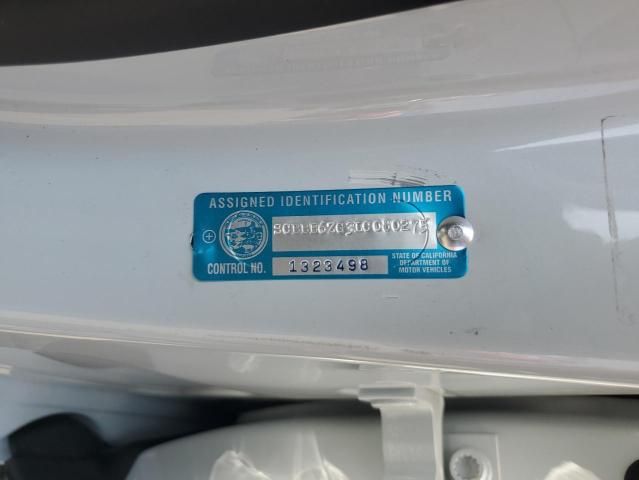 ASSIGNED IDENTIFICATION NUMBER
CONTROL NO.
1323498
STATE OF CALIFORNIA
DEPARTMENT OF
MOTOR VEHICLES